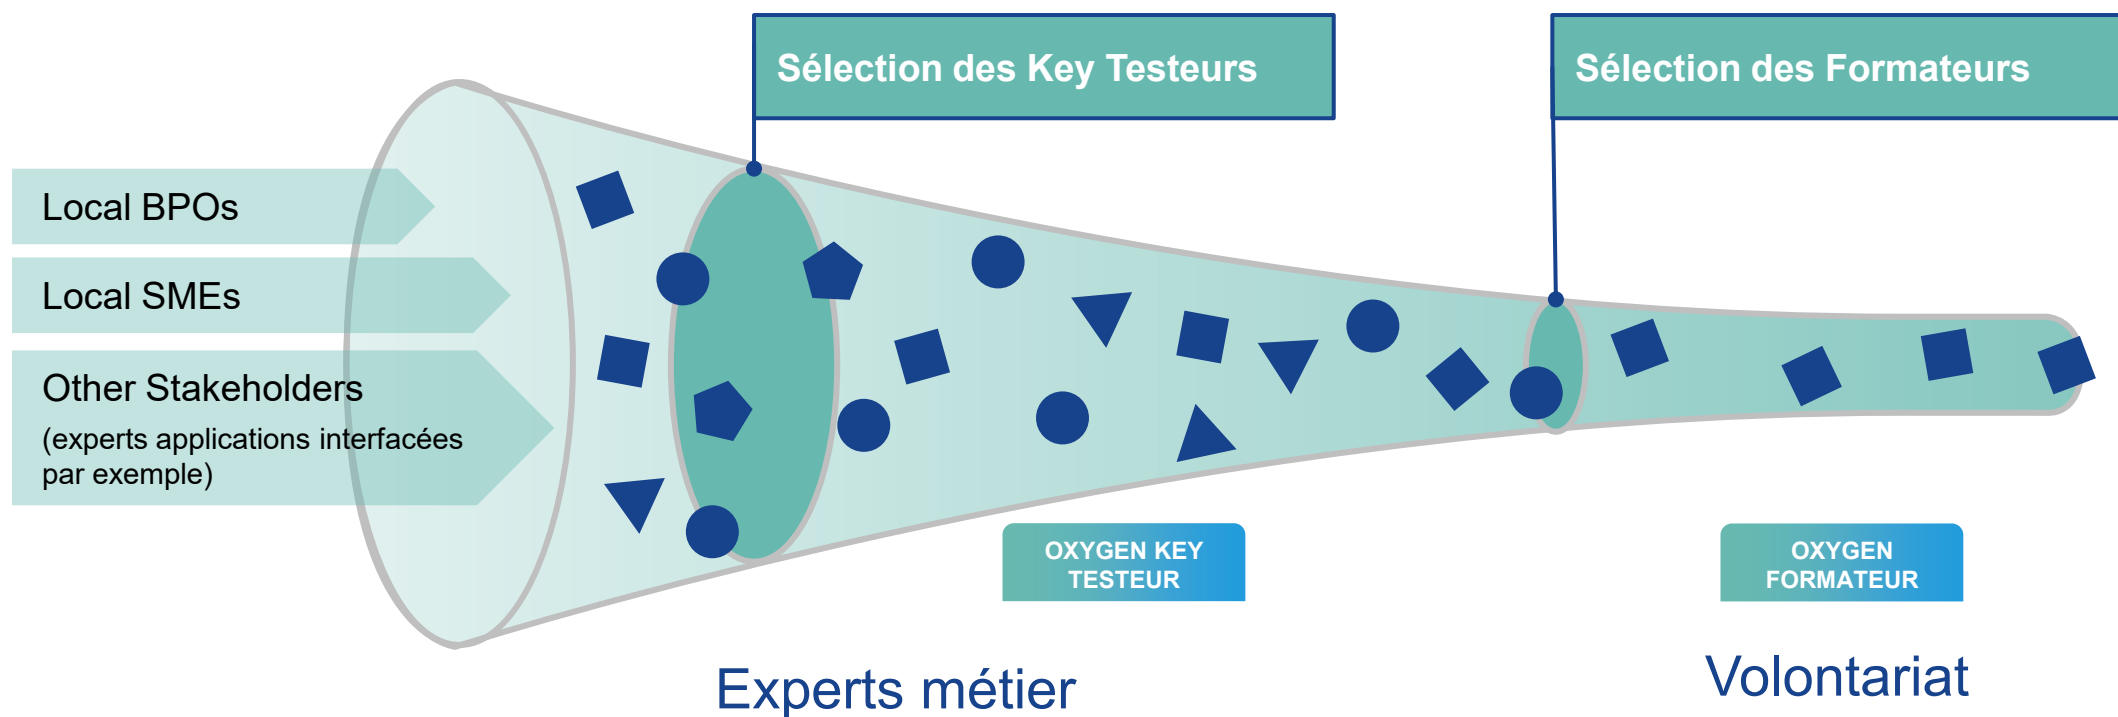 Sélection des Key Testeurs
Sélection des Formateurs
Local BPOs
Local SMEs
Other Stakeholders
(experts applications interfacées
par exemple)
OXYGEN KEY
TESTEUR
OXYGEN
FORMATEUR
Experts métier
Volontariat